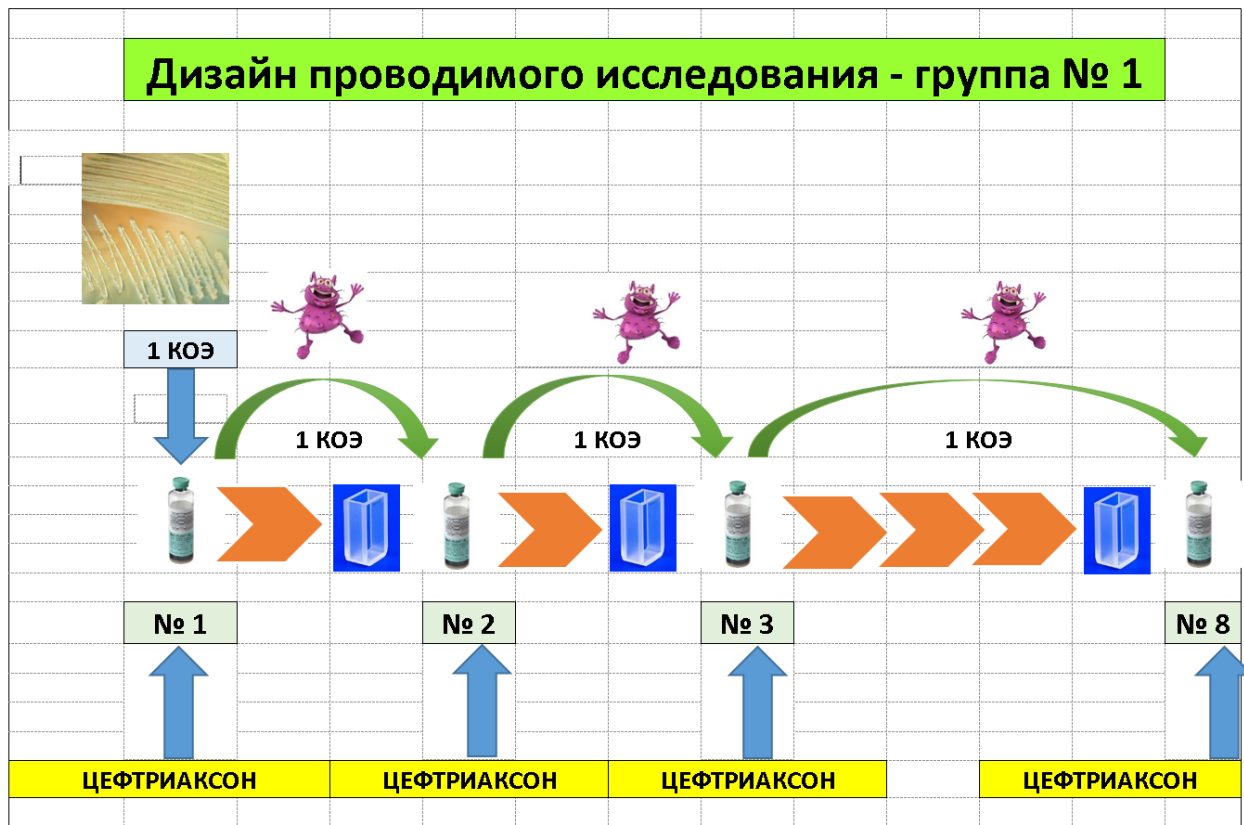 Дизайн проводимого исследования - группа № 1
1 КОЭ
1 КОЭ
1 КОЭ
1 КОЭ
№ 1
№ 2
№ 3
№ 8
ЦЕФТРИАКСОН
ЦЕФТРИАКСОН
ЦЕФТРИАКСОН
ЦЕФТРИАКСОН